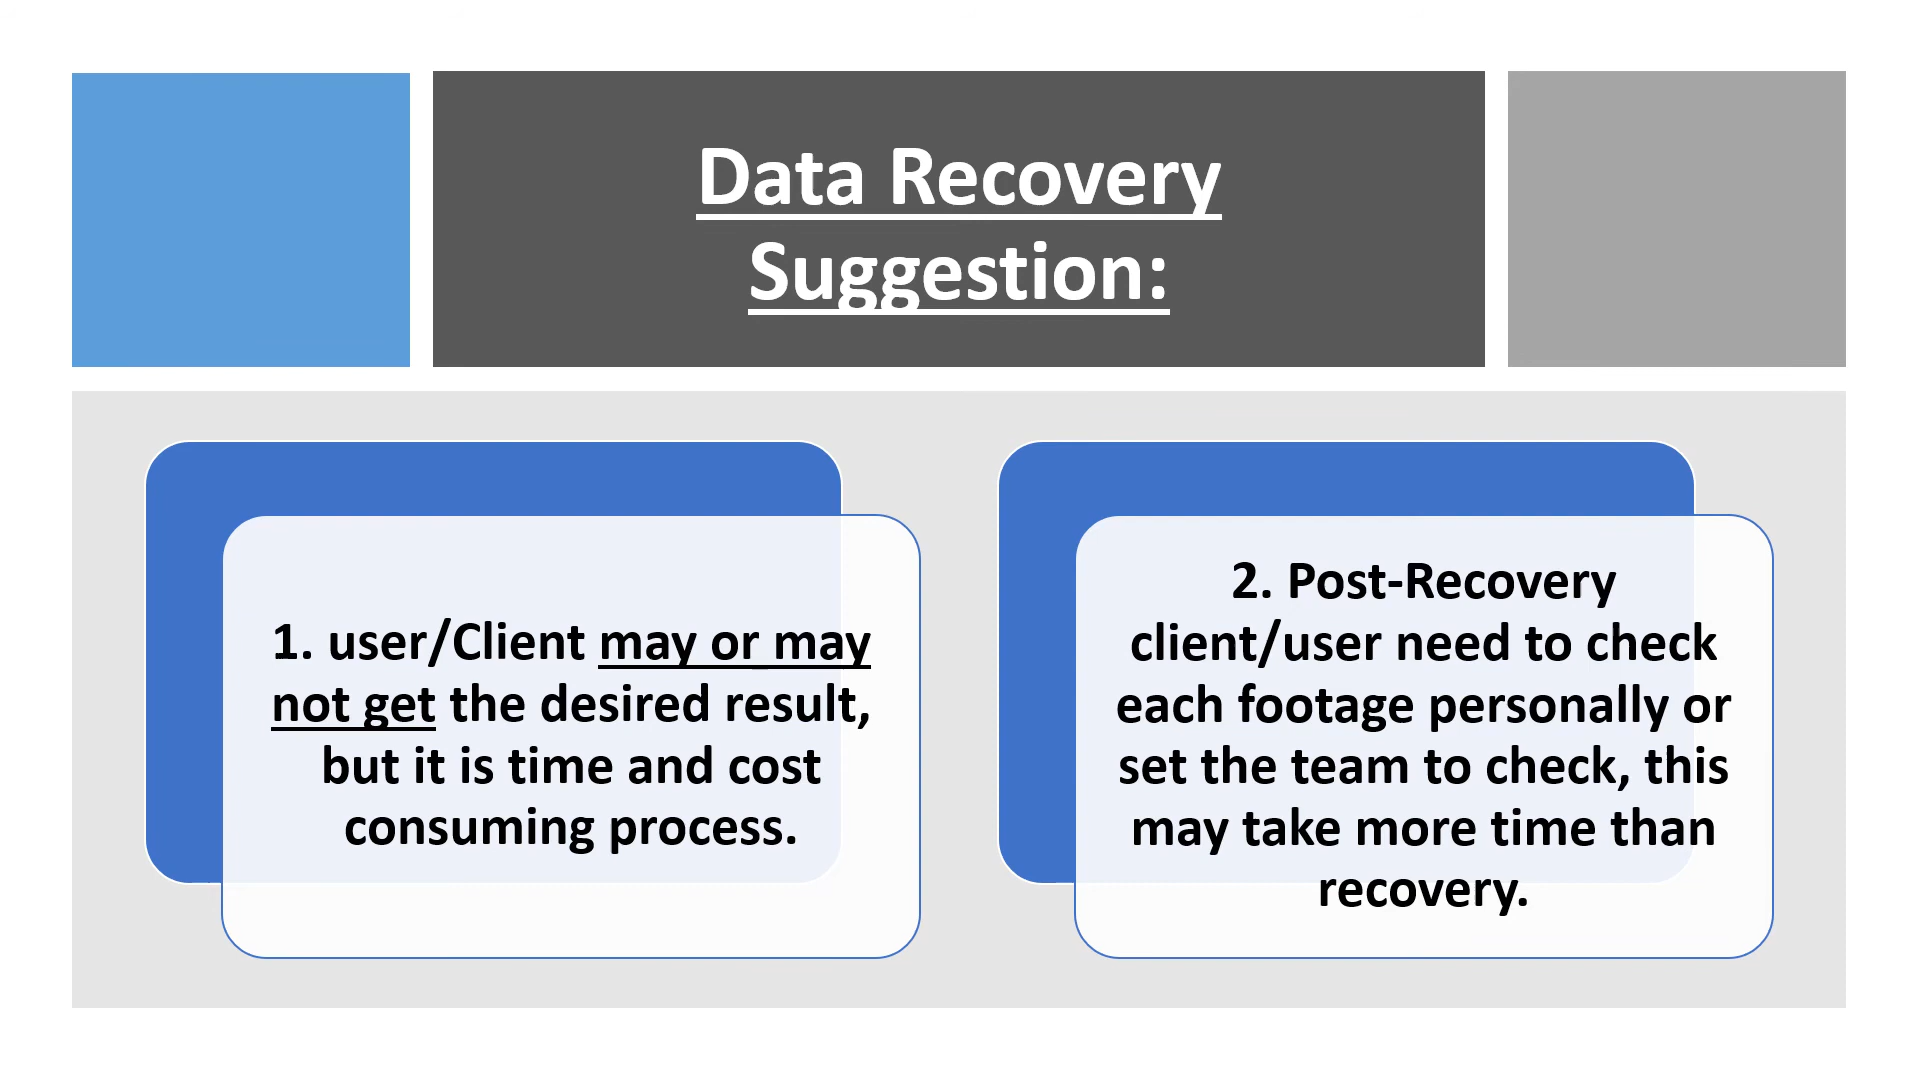 Data Recovery
Suggestion:
1. user/Client may or may
not get the desired result,
but it is time and cost
consuming process.
2. Post-Recovery
client/user need to check
each footage personally or
set the team to check, this
may take more time than
recovery.